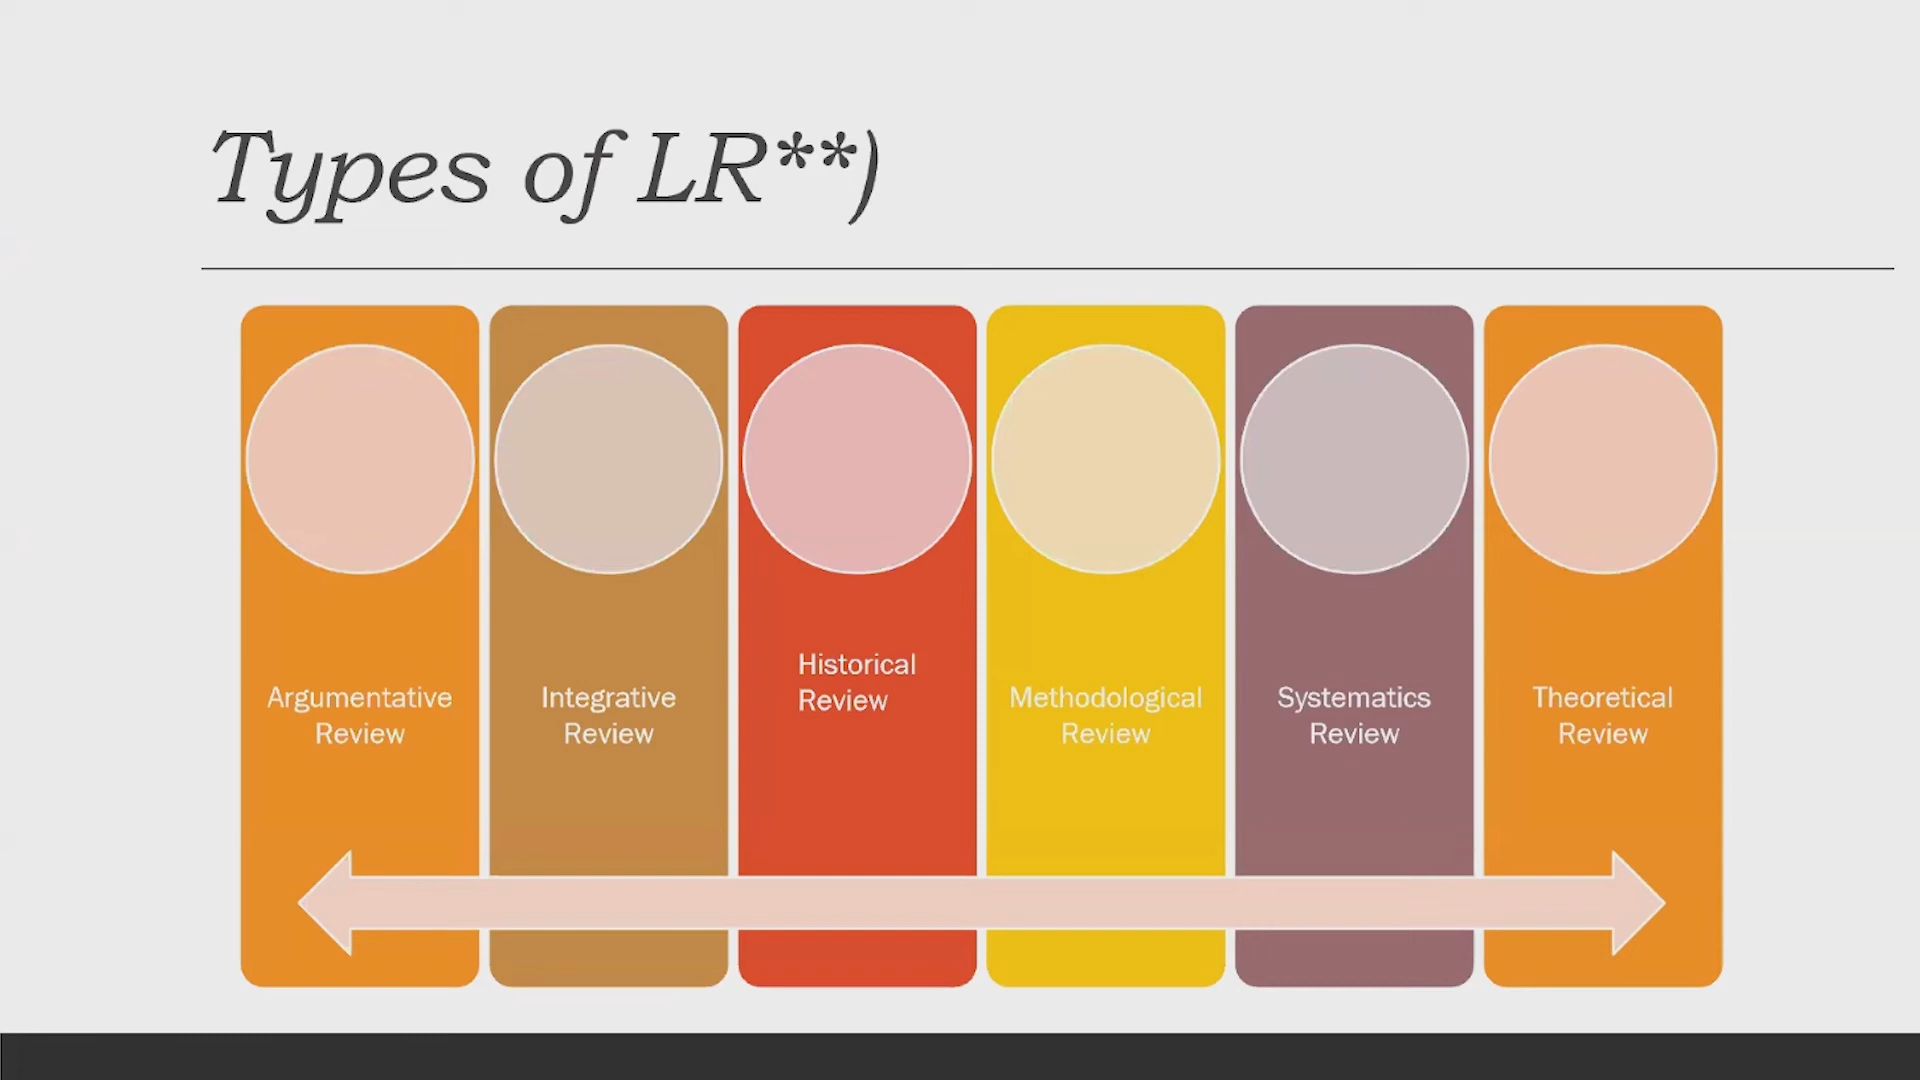 Types of LR**)
Argumentative
Review
Integrative
Review
Historical
Review
Methodological
Review
Systematics
Review
Theoretical
Review